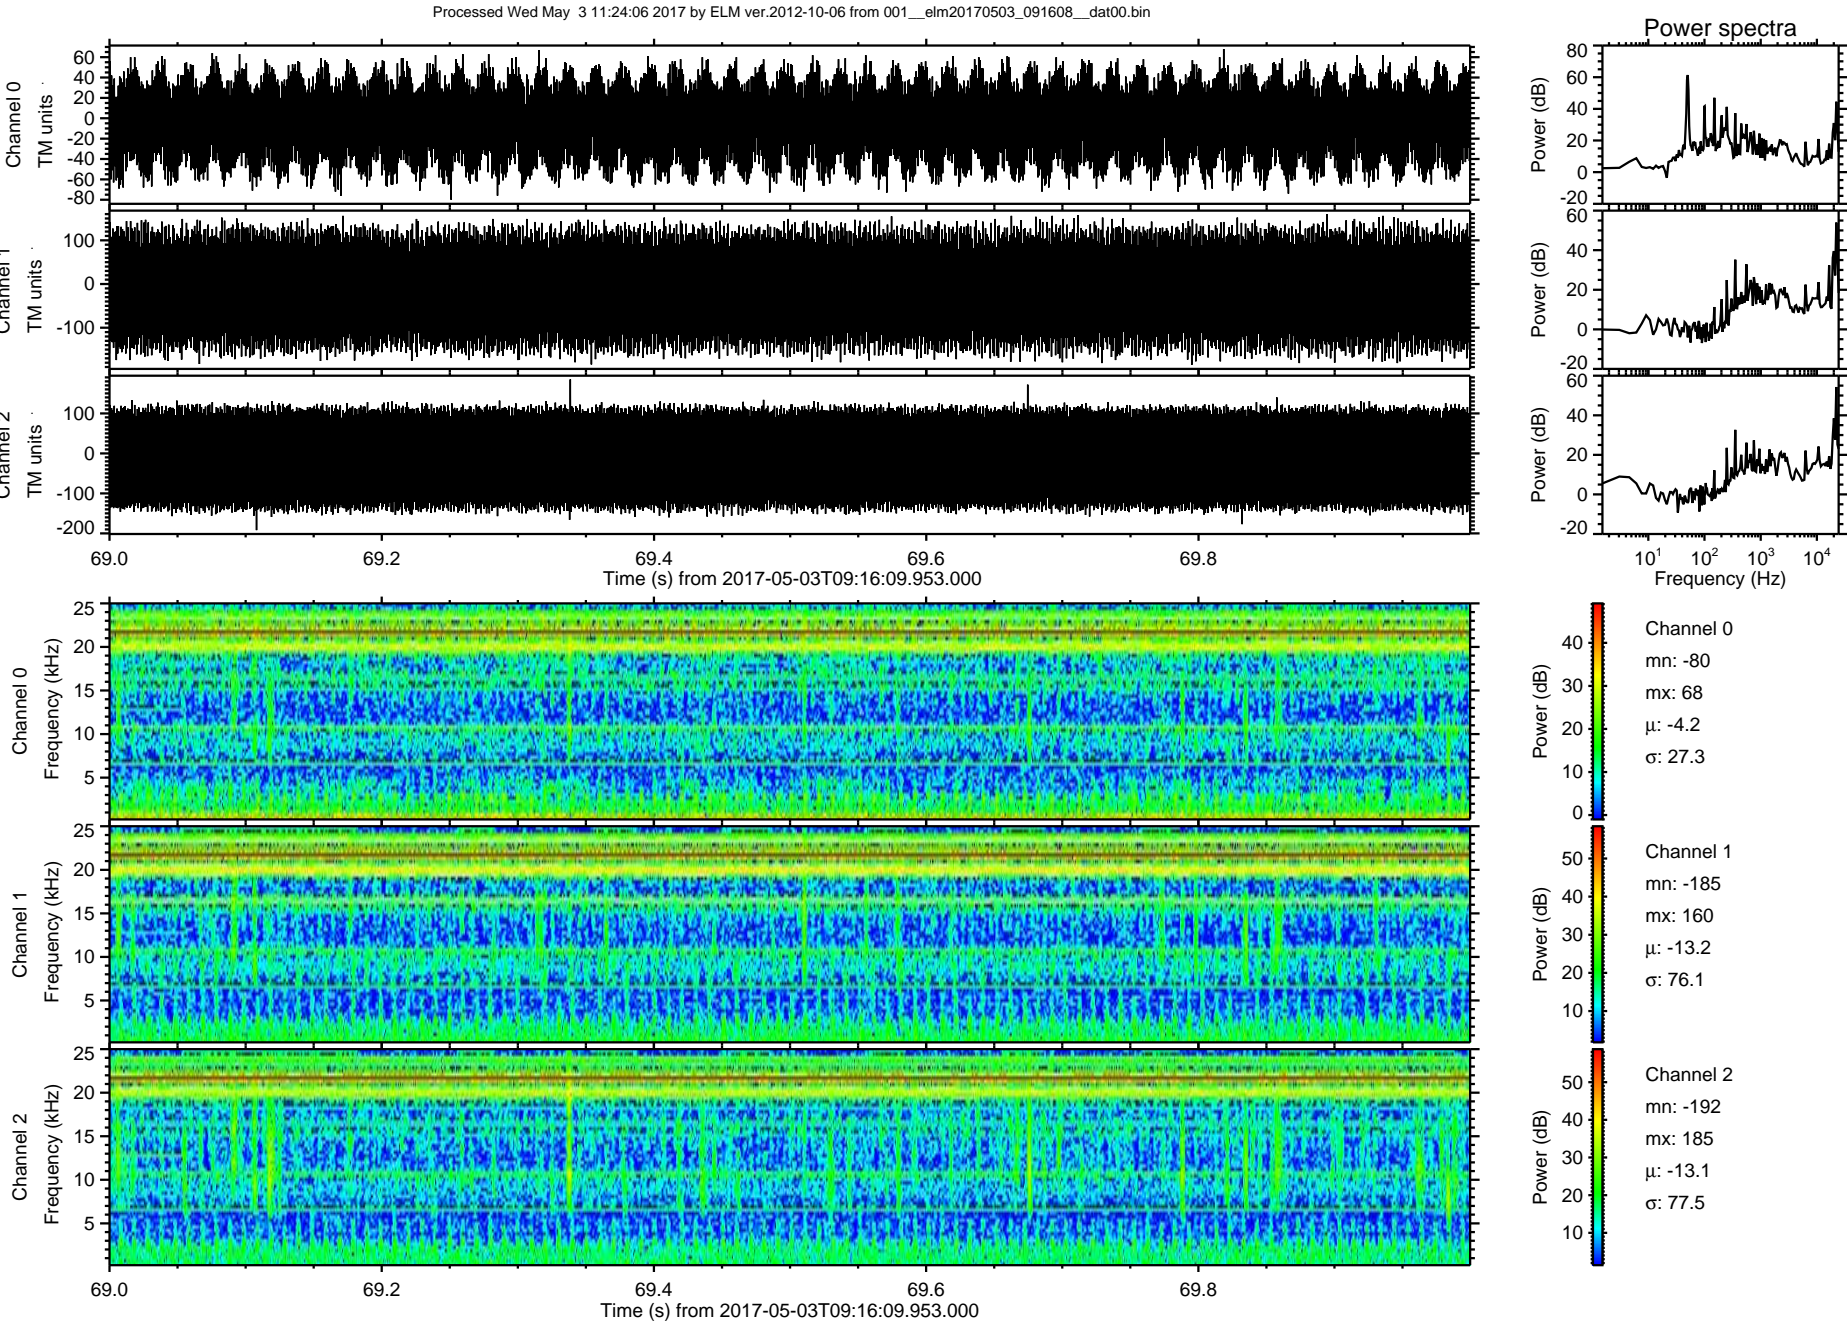 Processed Wed May  3 11:24:06 2017 by ELM ver.2012-10-06 from 001__elm20170503_091608__dat00.bin
Power spectra
Channel 0
TM units
60
40
20
0
-20
-40
-60
-80
Power (dB)
80
60
40
20
0
-20
Channel 1
TM units
100
0
-100
Power (dB)
60
40
20
0
-20
Channel 2
TM units
100
0
-100
-200
Power (dB)
60
40
20
0
-20
69.0 69.2 69.4 69.6 69.8
Time (s) from 2017-05-03T09:16:09.953.000
10¹ 10² 10³ 10⁴
Frequency (Hz)
Channel 0
Frequency (kHz)
25
20
15
10
5
Power (dB)
40
30
20
10
0
Channel 0
mn: -80
mx: 68
μ: -4.2
σ: 27.3
Channel 1
Frequency (kHz)
25
20
15
10
5
Power (dB)
50
40
30
20
10
Channel 1
mn: -185
mx: 160
μ: -13.2
σ: 76.1
Channel 2
Frequency (kHz)
25
20
15
10
5
Power (dB)
50
40
30
20
10
Channel 2
mn: -192
mx: 185
μ: -13.1
σ: 77.5
69.0 69.2 69.4 69.6 69.8
Time (s) from 2017-05-03T09:16:09.953.000